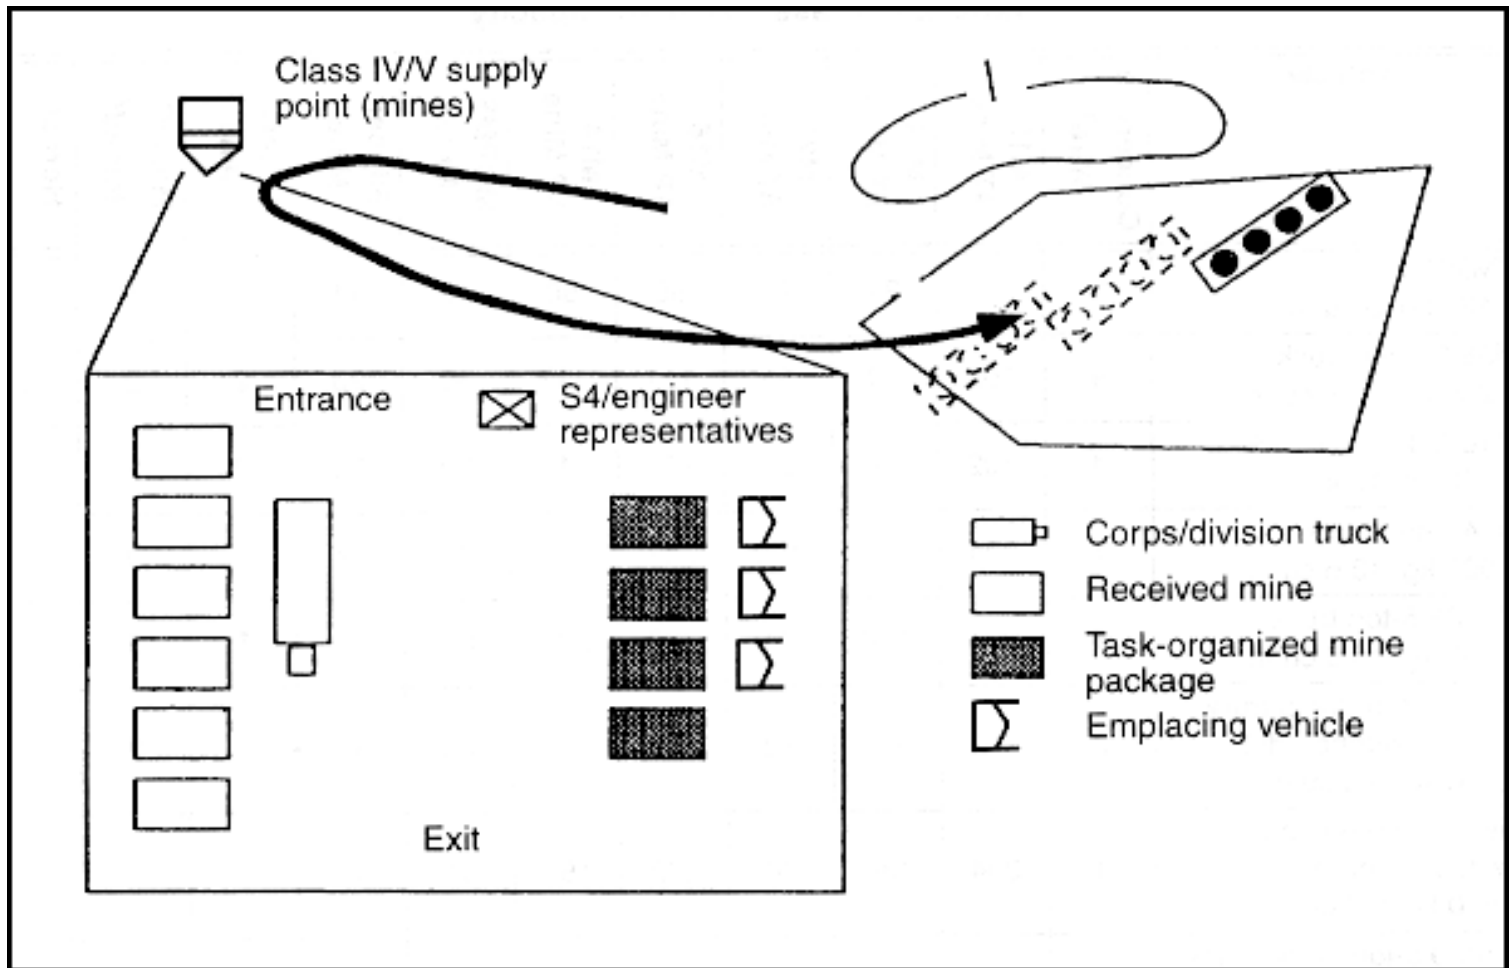 Class IV/V supply
point (mines)
Entrance
S4/engineer
representatives
Exit
Corps/division truck
Received mine
Task-organized mine
package
Emplacing vehicle